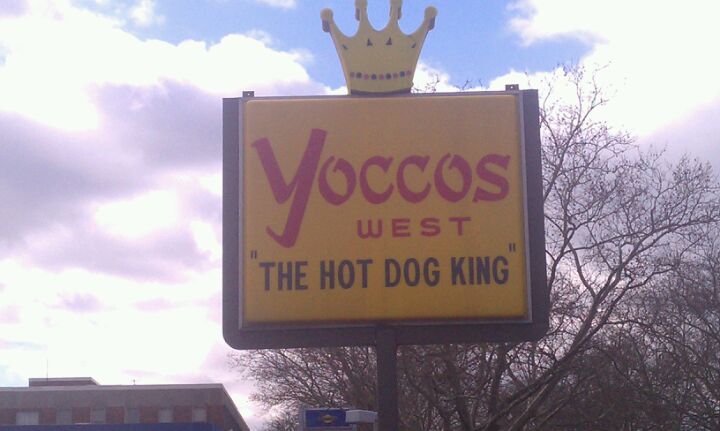 Yoccos
WEST
"THE HOT DOG KING"